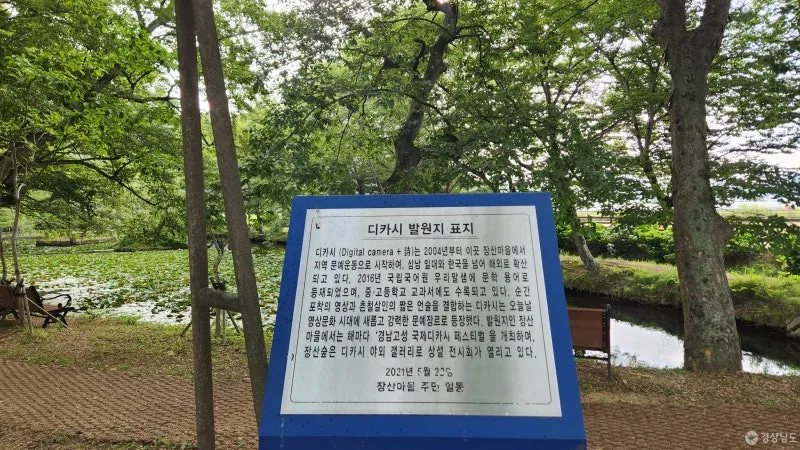 디카시 발원지 표지
디카시(Digital camera + 詩)는 2004년부터 이곳 장산마을에서
지역 문예운동으로 시작하여, 삼남 일대와 한국을 넘어 해외로 확산
되고 있다. 2016년 국립국어원 우리말샘에 문학 용어로
등재되었으며, 중·고등학교 교과서에도 수록되고 있다. 순간
포착의 영상과 촌철살인의 짧은 언술을 결합하는 디카시는 오늘날
영상문화 시대에 새롭고 강력한 문예장르로 등장했다. 발원지인 장산
마을에서는 해마다 '경남고성 국제디카시 페스티벌'을 개최하며,
장산숲은 디카시 야외 갤러리로 상설 전시회가 열리고 있다.
2021년 5월 22일
장산마을 주민 일동
경상남도